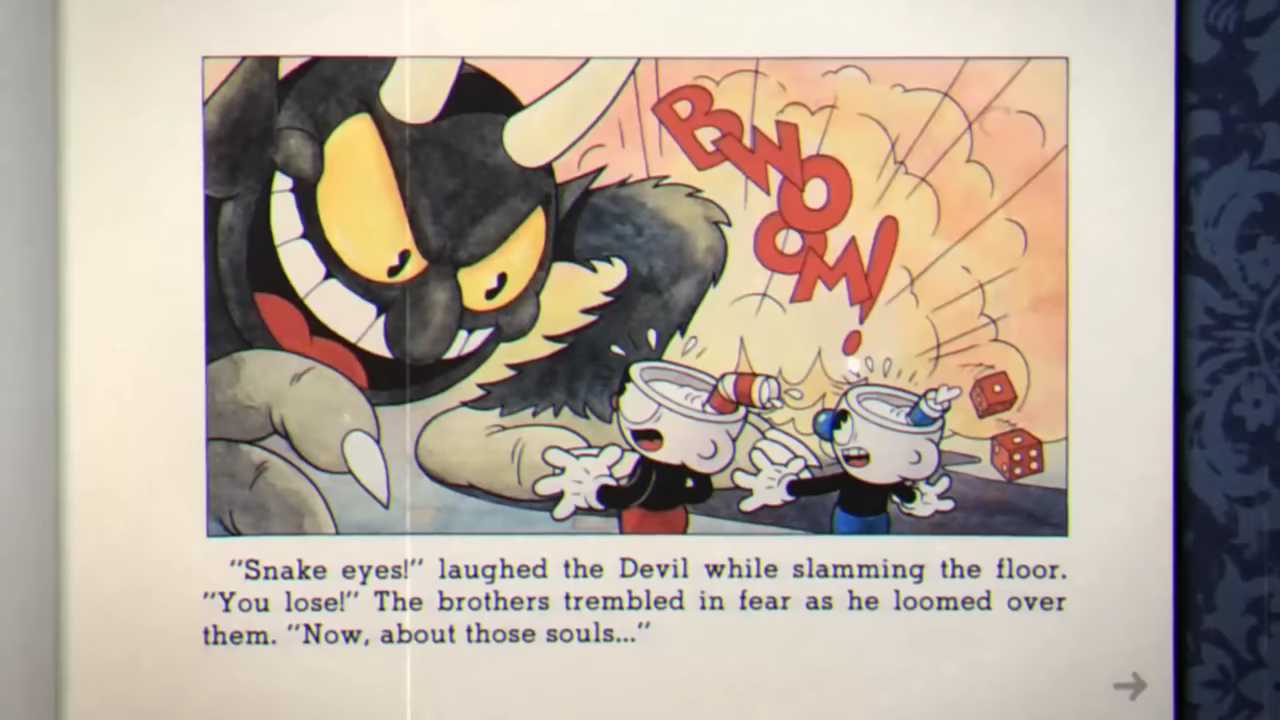 BWOOM!
"Snake eyes!" laughed the Devil while slamming the floor.
"You lose!" The brothers trembled in fear as he loomed over
them. "Now, about those souls..."